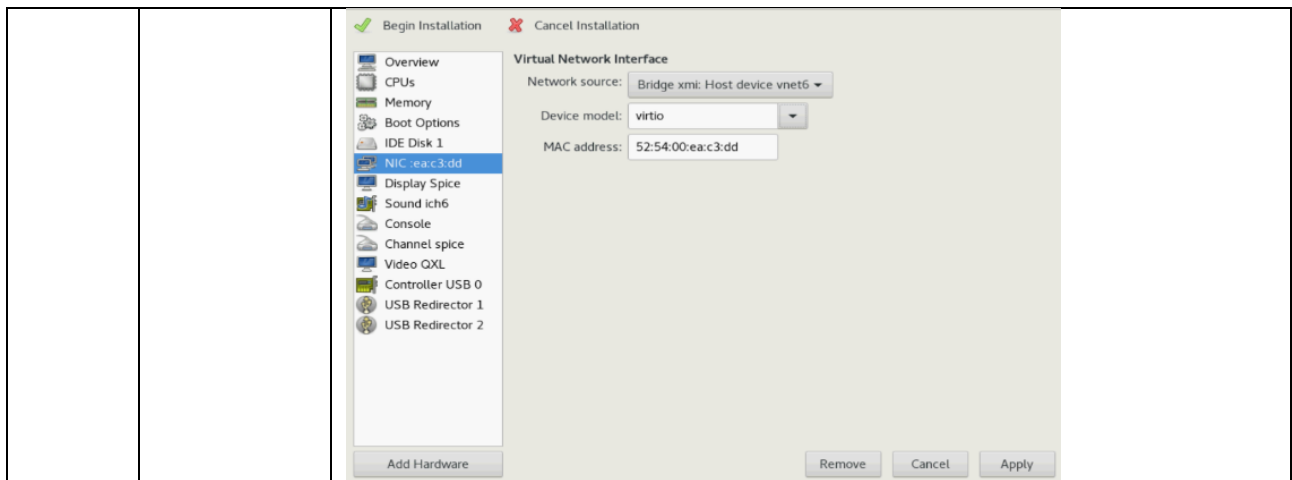 Begin Installation
Cancel Installation
Overview
CPUs
Memory
Boot Options
IDE Disk 1
NIC :ea:c3:dd
Display Spice
Sound ich6
Console
Channel spice
Video QXL
Controller USB 0
USB Redirector 1
USB Redirector 2
Add Hardware
Virtual Network Interface
Network source: Bridge xmi: Host device vnet6
Device model: virtio
MAC address: 52:54:00:ea:c3:dd
Remove
Cancel
Apply